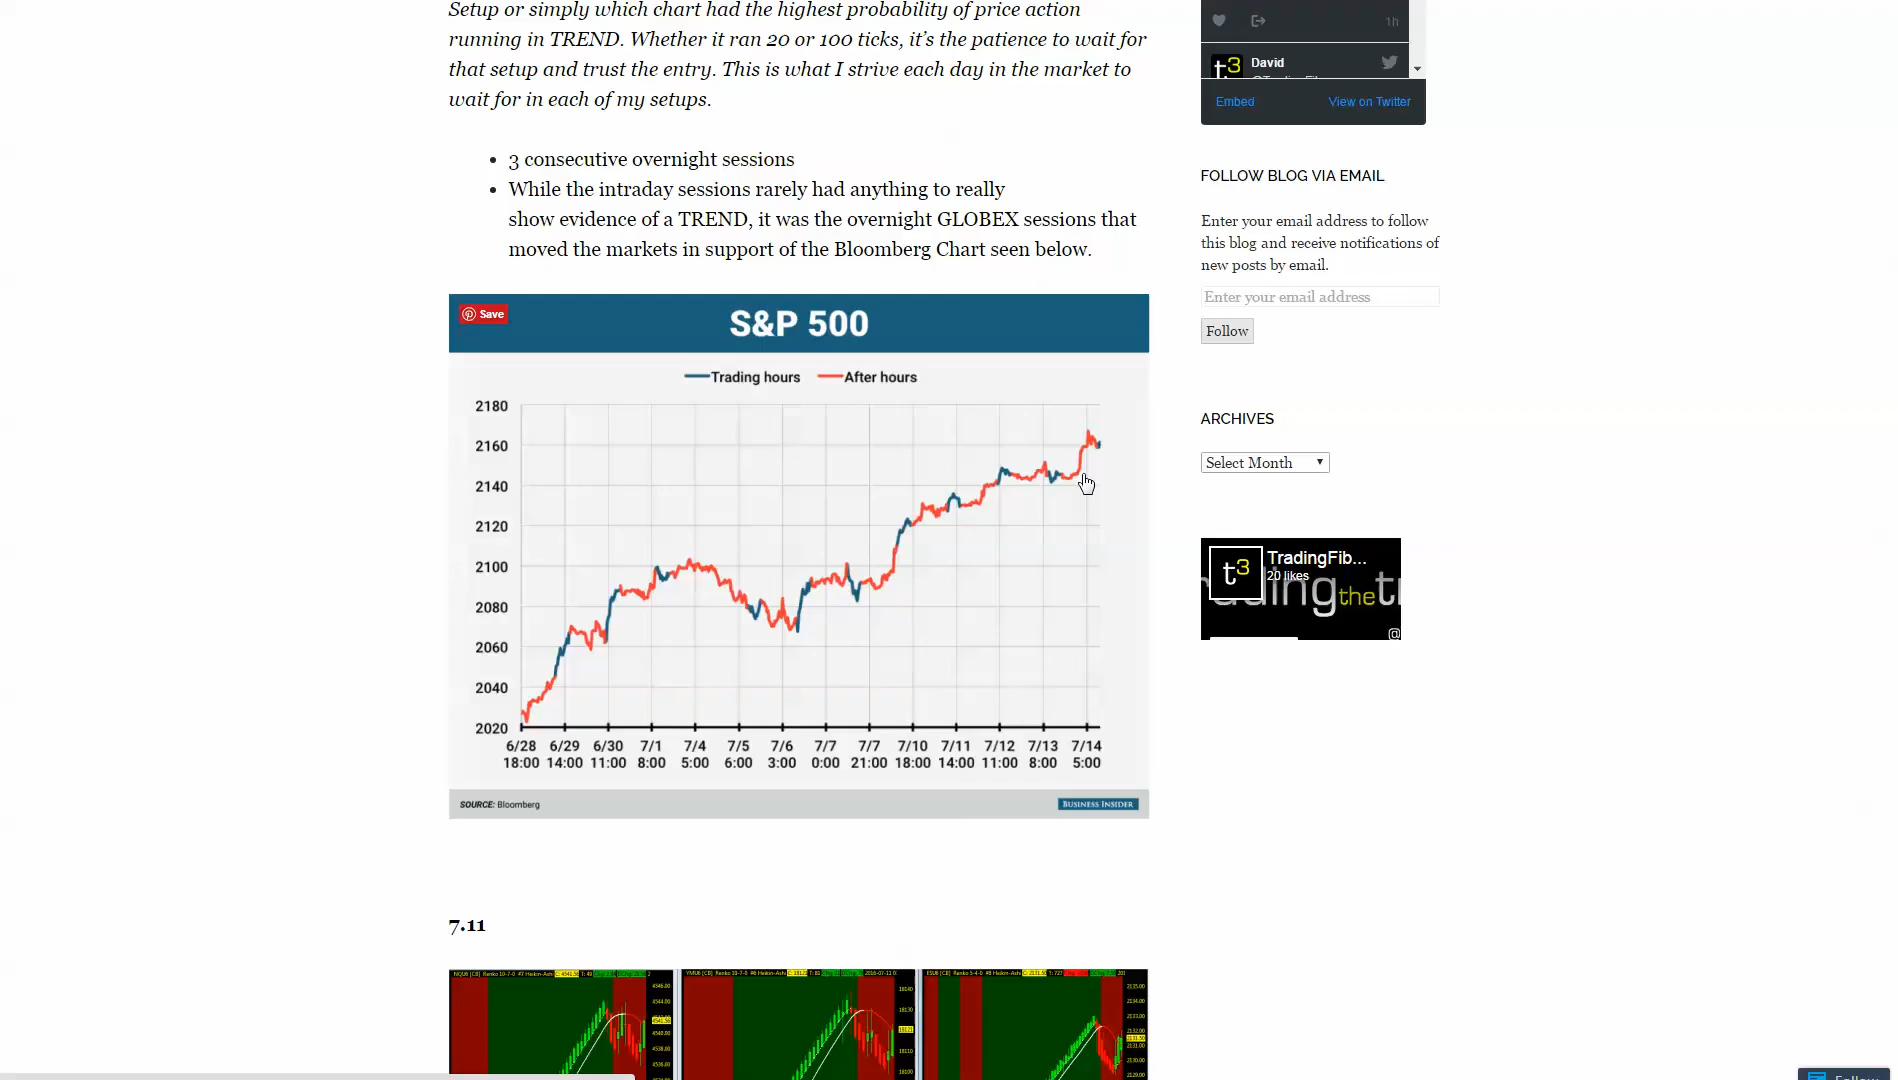 Setup or simply which chart had the highest probability of price action
running in TREND. Whether it ran 20 or 100 ticks, it's the patience to wait for
that setup and trust the entry. This is what I strive each day in the market to
wait for in each of my setups.
• 3 consecutive overnight sessions
• While the intraday sessions rarely had anything to really
show evidence of a TREND, it was the overnight GLOBEX sessions that
moved the markets in support of the Bloomberg Chart seen below.
Save
S&P 500
Trading hours After hours
2180
2160
2140
2120
2100
2080
2060
2040
2020
6/28 6/29 6/30 7/1 7/4 7/5 7/6 7/7 7/7 7/10 7/11 7/12 7/13 7/14
18:00 14:00 11:00 8:00 5:00 6:00 3:00 0:00 21:00 18:00 14:00 11:00 8:00 5:00
SOURCE: Bloomberg
BUSINESS INSIDER
7.11
1h
t3 David
Embed View on Twitter
FOLLOW BLOG VIA EMAIL
Enter your email address to follow
this blog and receive notifications of
new posts by email.
Enter your email address
Follow
ARCHIVES
Select Month
t3 TradingFib...
20 likes
@